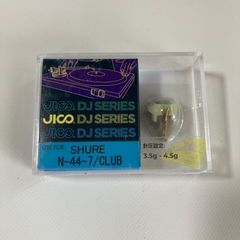 JICO. DJ SERIES
JICO. DJ SERIES
JICO. DJ SERIES
USE FOR:
SHURE
N-44-7/CLUB
針圧設定:
3.5g - 4.5g